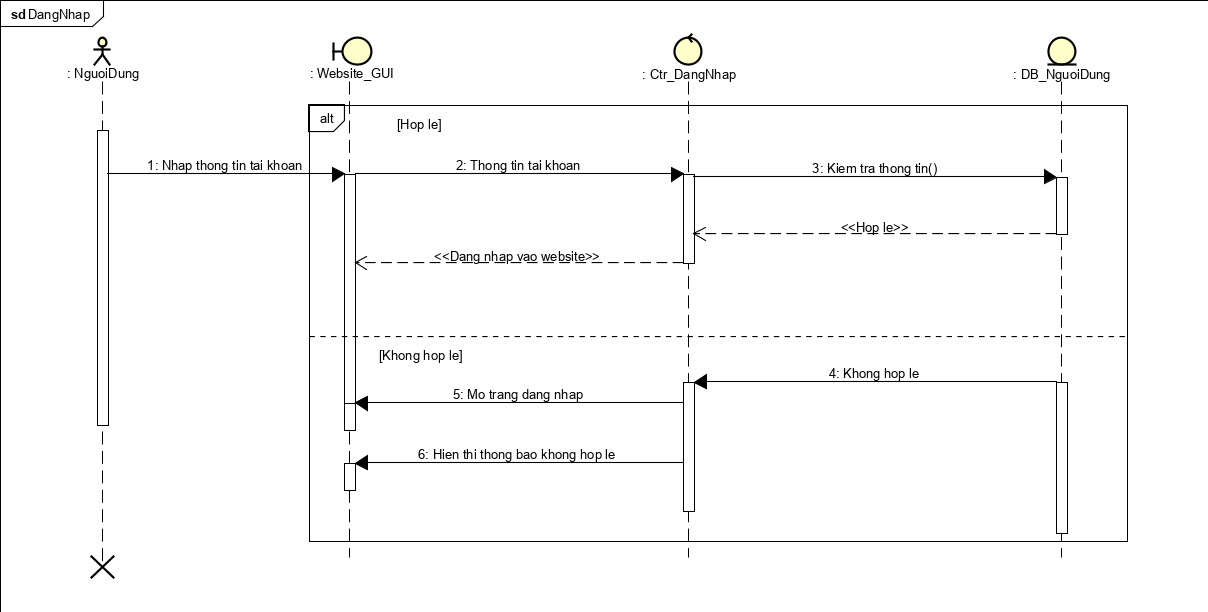 sd DangNhap
: NguoiDung
: Website_GUI
: Ctr_DangNhap
: DB_NguoiDung
alt
[Hop le]
1: Nhap thong tin tai khoan
2: Thong tin tai khoan
3: Kiem tra thong tin()
<<Hop le>>
<<Dang nhap vao website>>
[Khong hop le]
4: Khong hop le
5: Mo trang dang nhap
6: Hien thi thong bao khong hop le